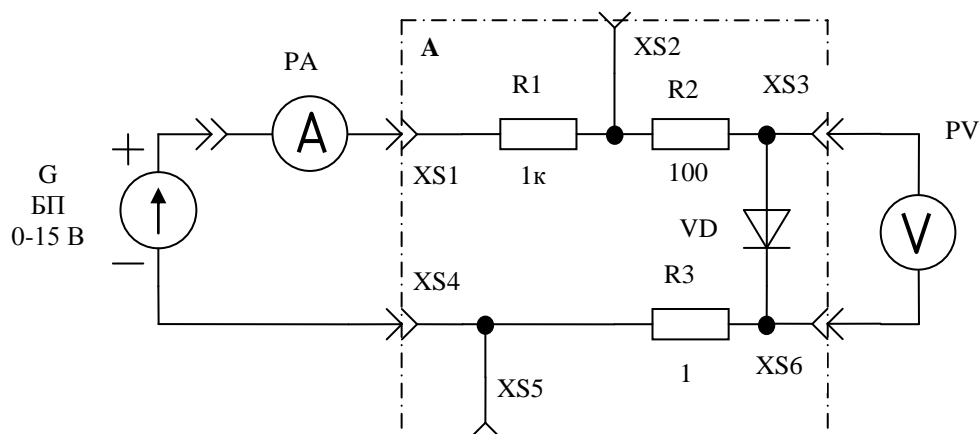 А
XS2
PA
R1
R2
XS3
PV
+
G
БП
0-15 В
—
A
XS1
1к
100
VD
V
XS4
R3
XS5
1
XS6